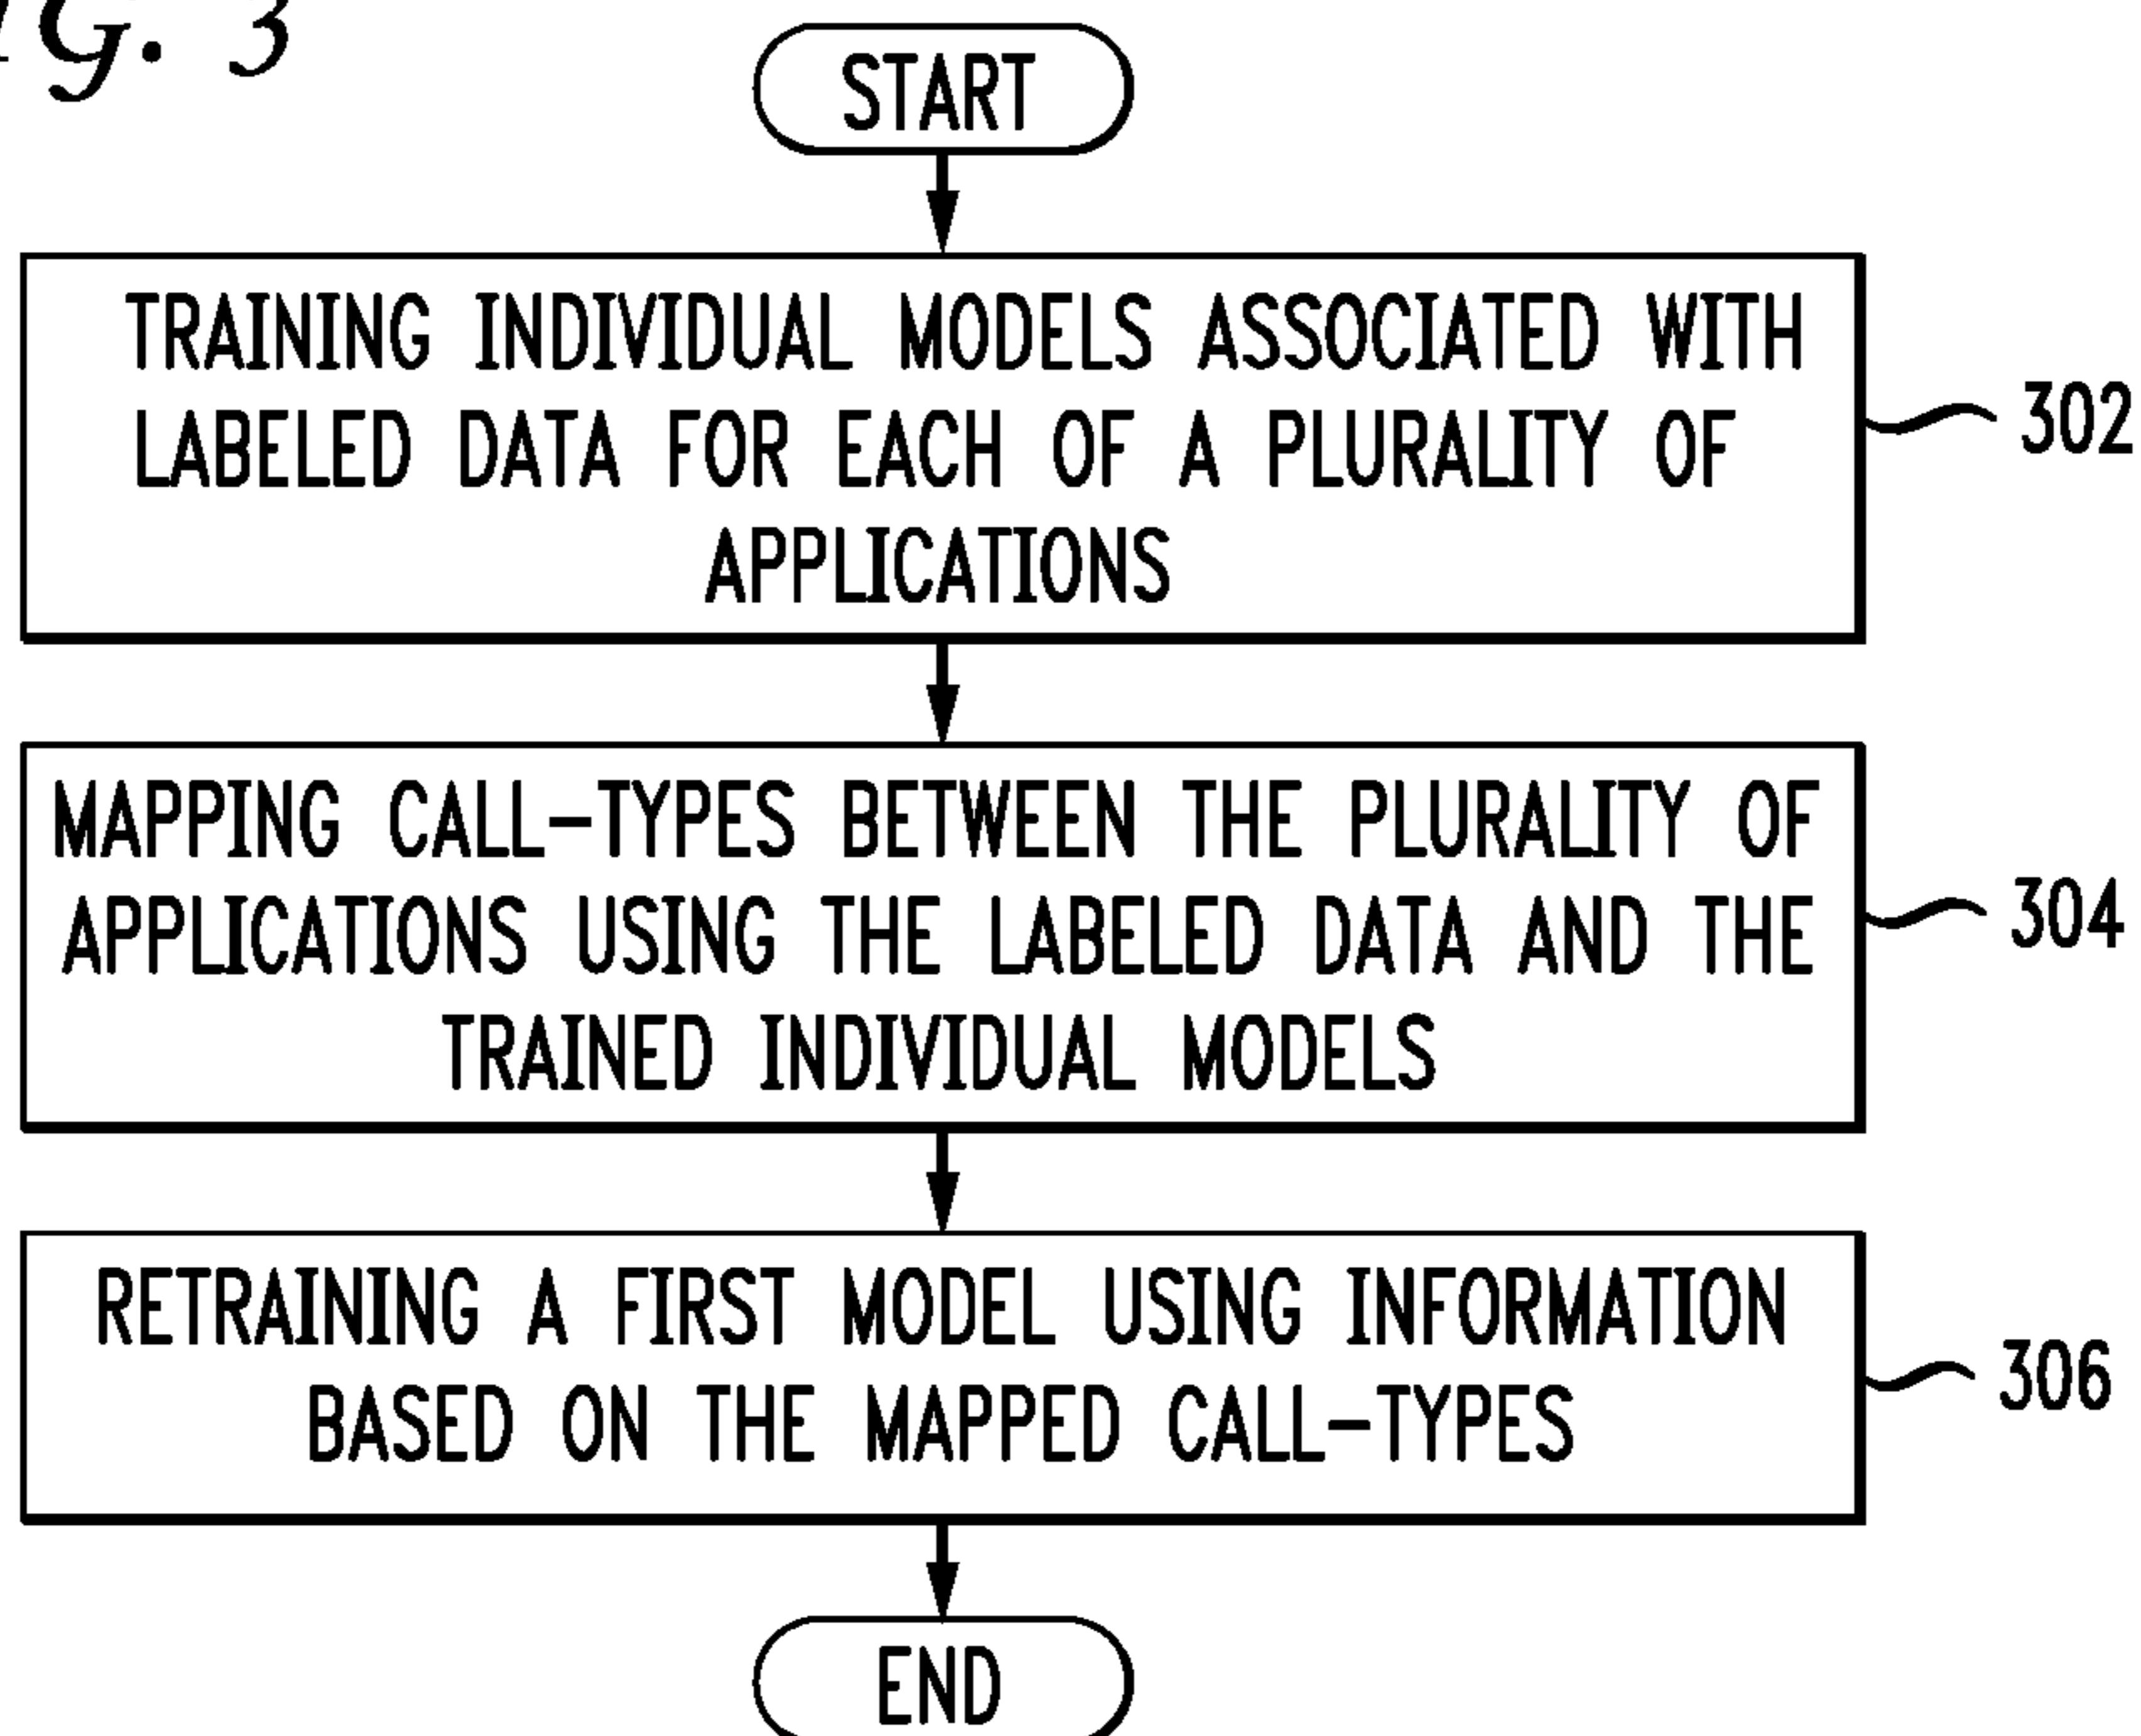 IG. 3
START
TRAINING INDIVIDUAL MODELS ASSOCIATED WITH
LABELED DATA FOR EACH OF A PLURALITY OF
APPLICATIONS
302
MAPPING CALL-TYPES BETWEEN THE PLURALITY OF
APPLICATIONS USING THE LABELED DATA AND THE
TRAINED INDIVIDUAL MODELS
304
RETRAINING A FIRST MODEL USING INFORMATION
BASED ON THE MAPPED CALL-TYPES
306
END